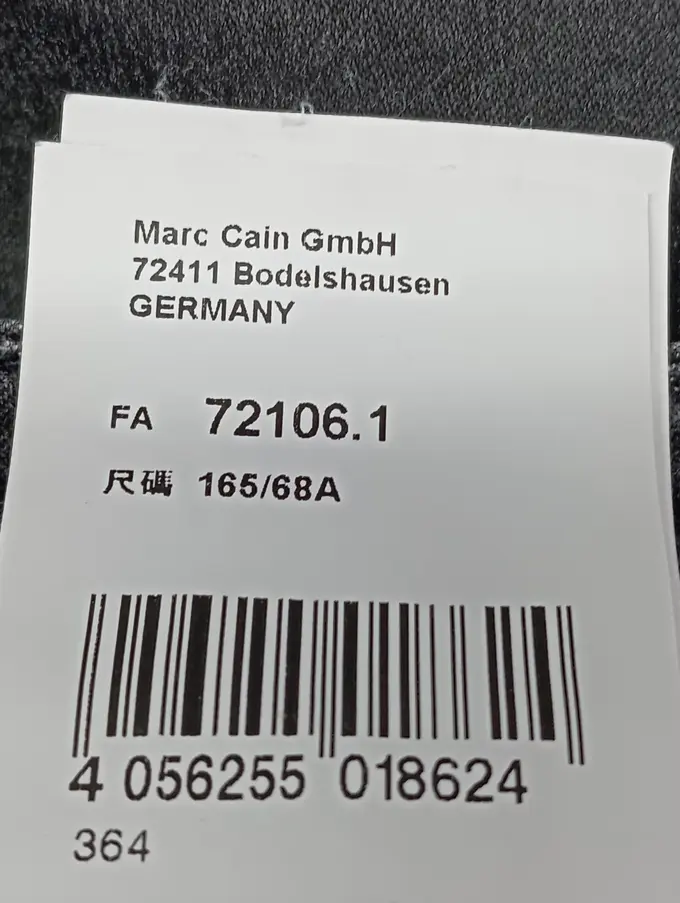 Marc Cain GmbH
72411 Bodelshausen
GERMANY
FA 72106.1
尺碼 165/68A
4 056255 018624
364